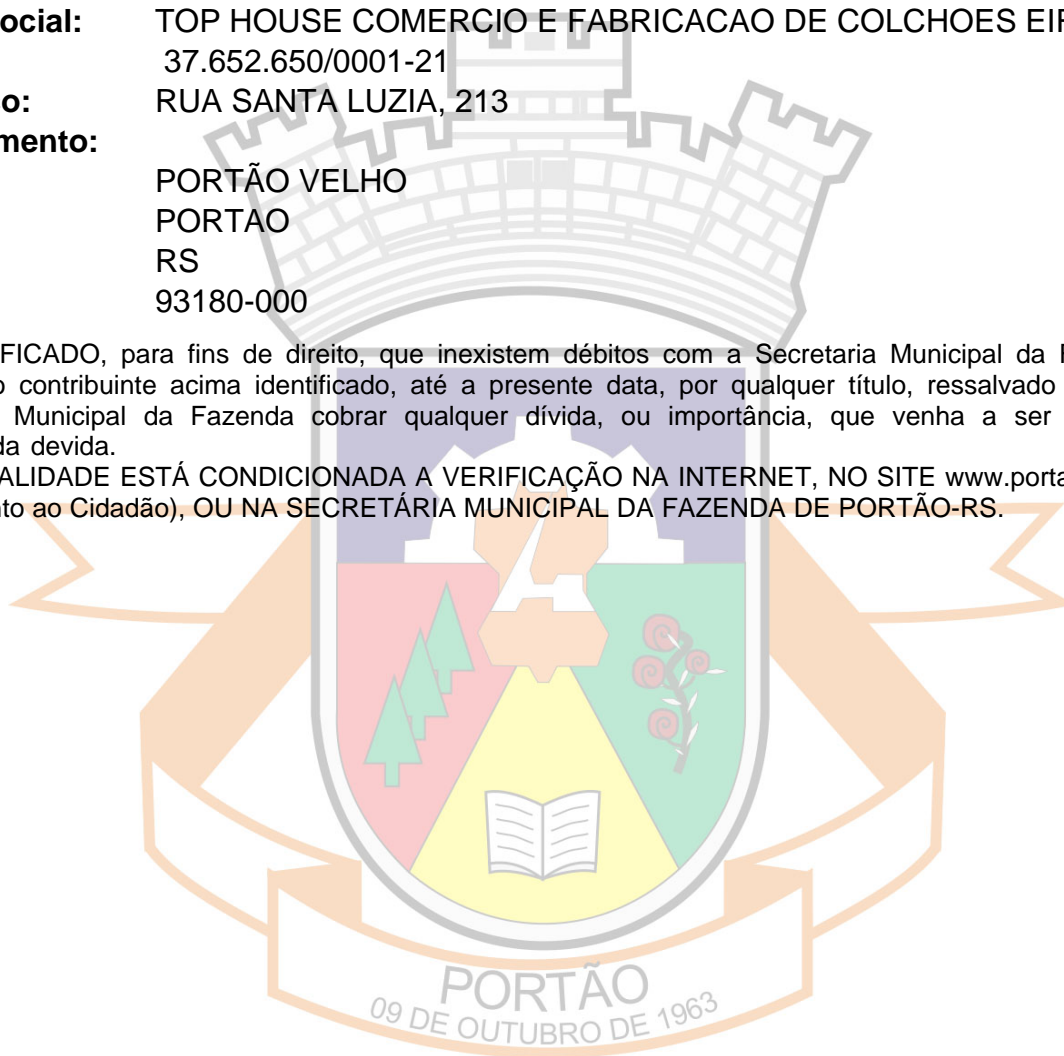 ocial: TOP HOUSE COMERCIO E FABRICACAO DE COLCHOES
37.652.650/0001-21
o: RUA SANTA LUZIA, 213
mento:
PORTÃO VELHO
PORTAO
RS
93180-000
FICADO, para fins de direito, que inexistem débitos com a Secretaria Municipal da
o contribuinte acima identificado, até a presente data, por qualquer título, ressalvado
Municipal da Fazenda cobrar qualquer dívida, ou importância, que venha a ser
da devida.
ALIDADE ESTÁ CONDICIONADA A VERIFICAÇÃO NA INTERNET, NO SITE www.porta
to ao Cidadão), OU NA SECRETÁRIA MUNICIPAL DA FAZENDA DE PORTÃO-RS.
PORTÃO
09 DE OUTUBRO DE 1963